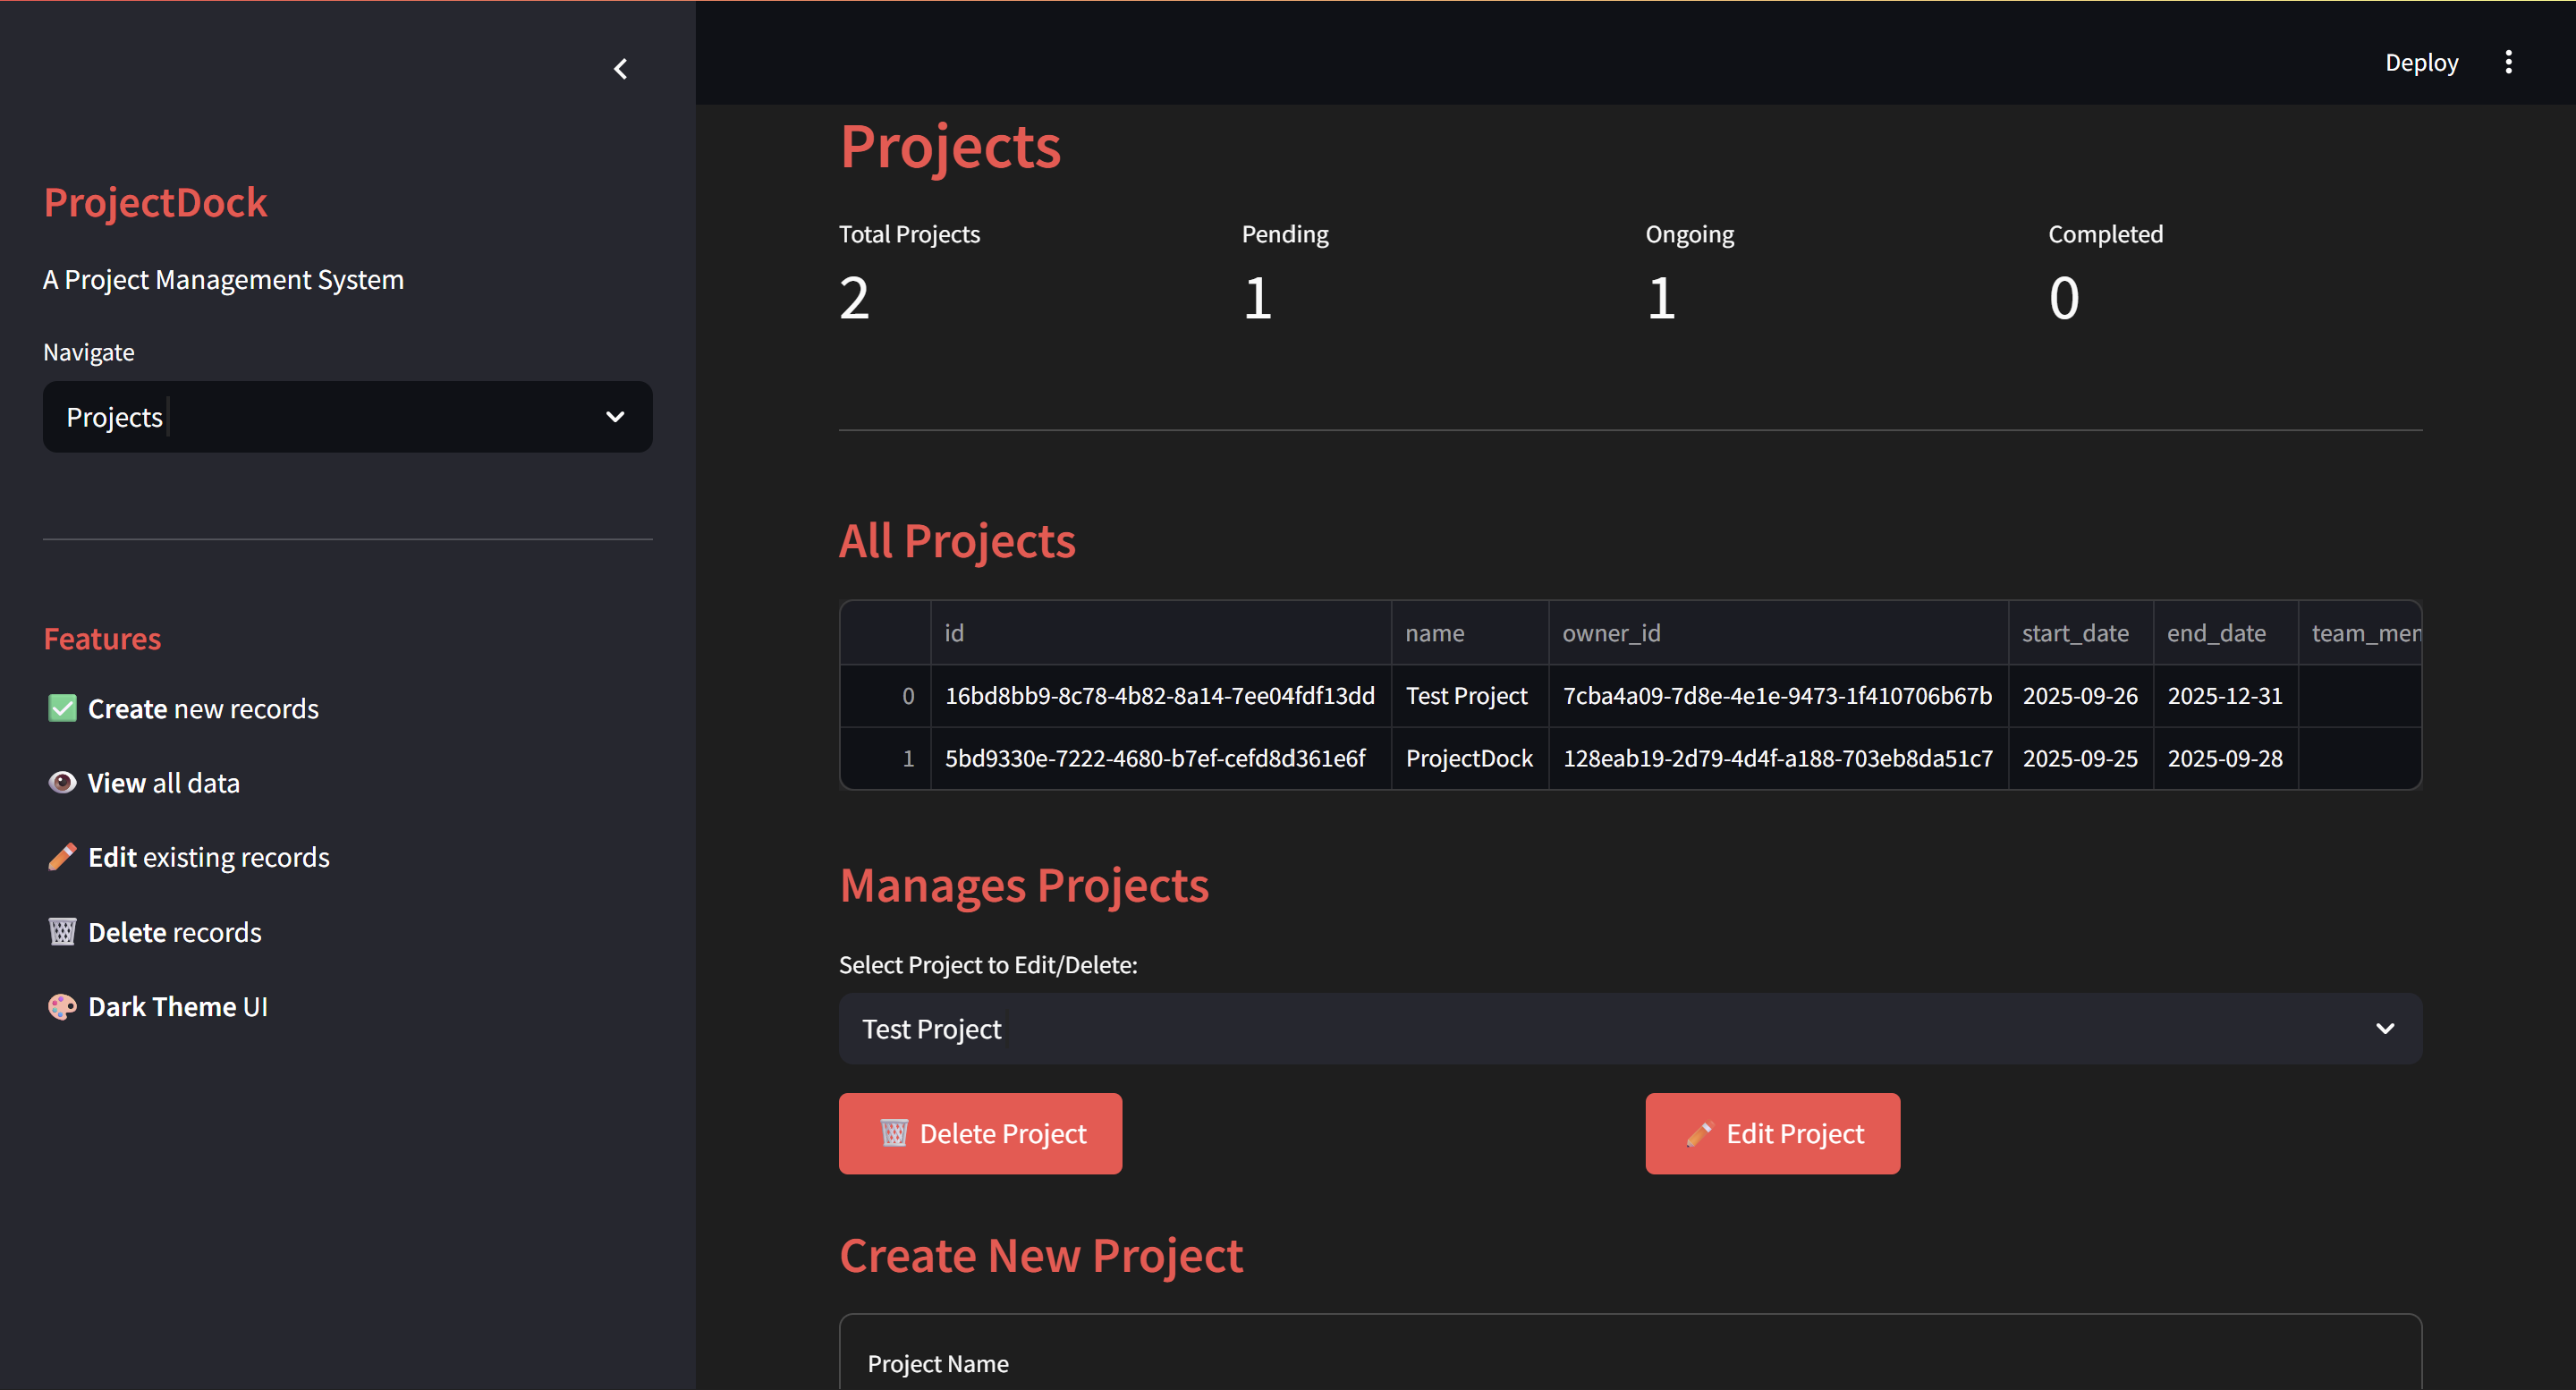 ProjectDock
A Project Management System
Navigate
Projects
Features
✅ Create new records
👁️ View all data
✏️ Edit existing records
🗑️ Delete records
🎨 Dark Theme UI
Deploy
Projects
Total Projects Pending Ongoing Completed
2 1 1 0
All Projects
id name owner_id start_date end_date team_mem
0 16bd8bb9-8c78-4b82-8a14-7ee04fdf13dd Test Project 7cba4a09-7d8e-4e1e-9473-1f410706b67b 2025-09-26 2025-12-31
1 5bd9330e-7222-4680-b7ef-cefd8d361e6f ProjectDock 128eab19-2d79-4d4f-a188-703eb8da51c7 2025-09-25 2025-09-28
Manages Projects
Select Project to Edit/Delete:
Test Project
🗑️ Delete Project ✏️ Edit Project
Create New Project
Project Name